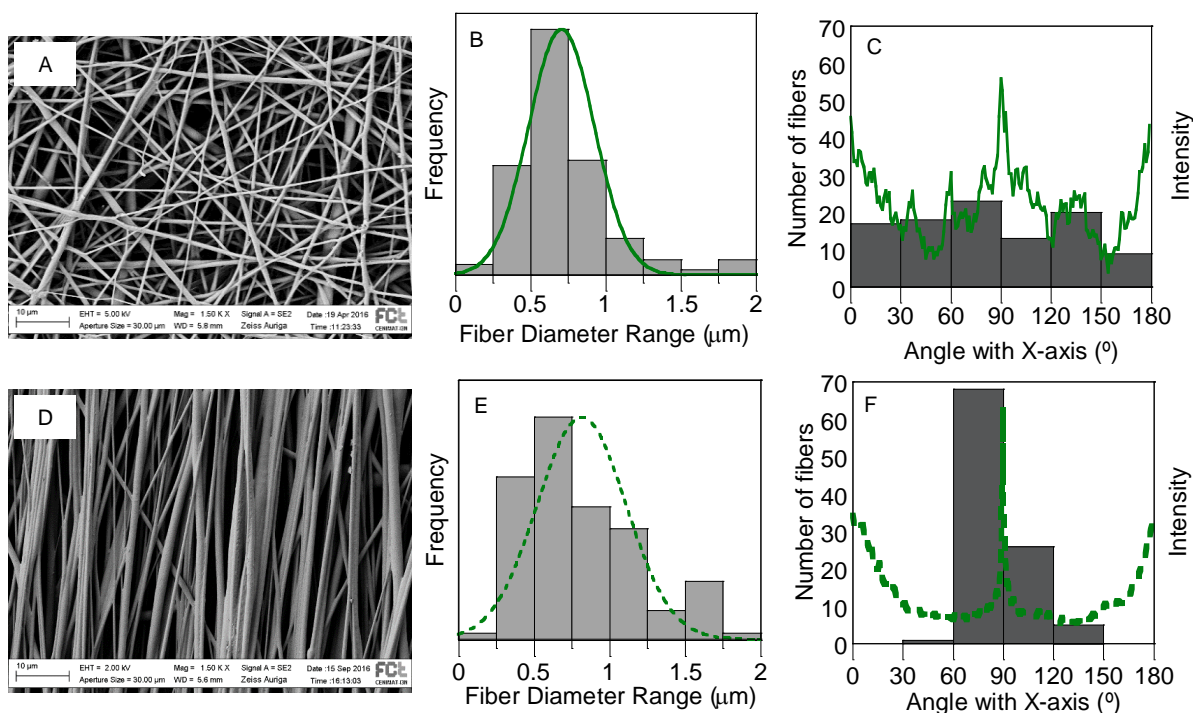 A
10 µm
EHT = 5.00 kV
Mag = 1.50 K X
Signal A = SE2
Date :19 Apr 2016
Aperture Size = 30.00 µm
WD = 5.8 mm
Zeiss Auriga
Time :11:23:33
FCt
CENIMAT-CNI
B
Frequency
0
0.5
1
1.5
2
Fiber Diameter Range (µm)
C
Number of fibers
70
60
50
40
30
20
10
0
0
30
60
90
120
150
180
Angle with X-axis (º)
Intensity
D
10 µm
EHT = 2.00 kV
Mag = 1.50 K X
Signal A = SE2
Date :15 Sep 2016
Aperture Size = 30.00 µm
WD = 5.6 mm
Zeiss Auriga
Time :16:13:03
FCt
E
Frequency
0
0.5
1
1.5
2
Fiber Diameter Range (µm)
F
Number of fibers
70
60
50
40
30
20
10
0
0
30
60
90
120
150
180
Angle with X-axis (º)
Intensity